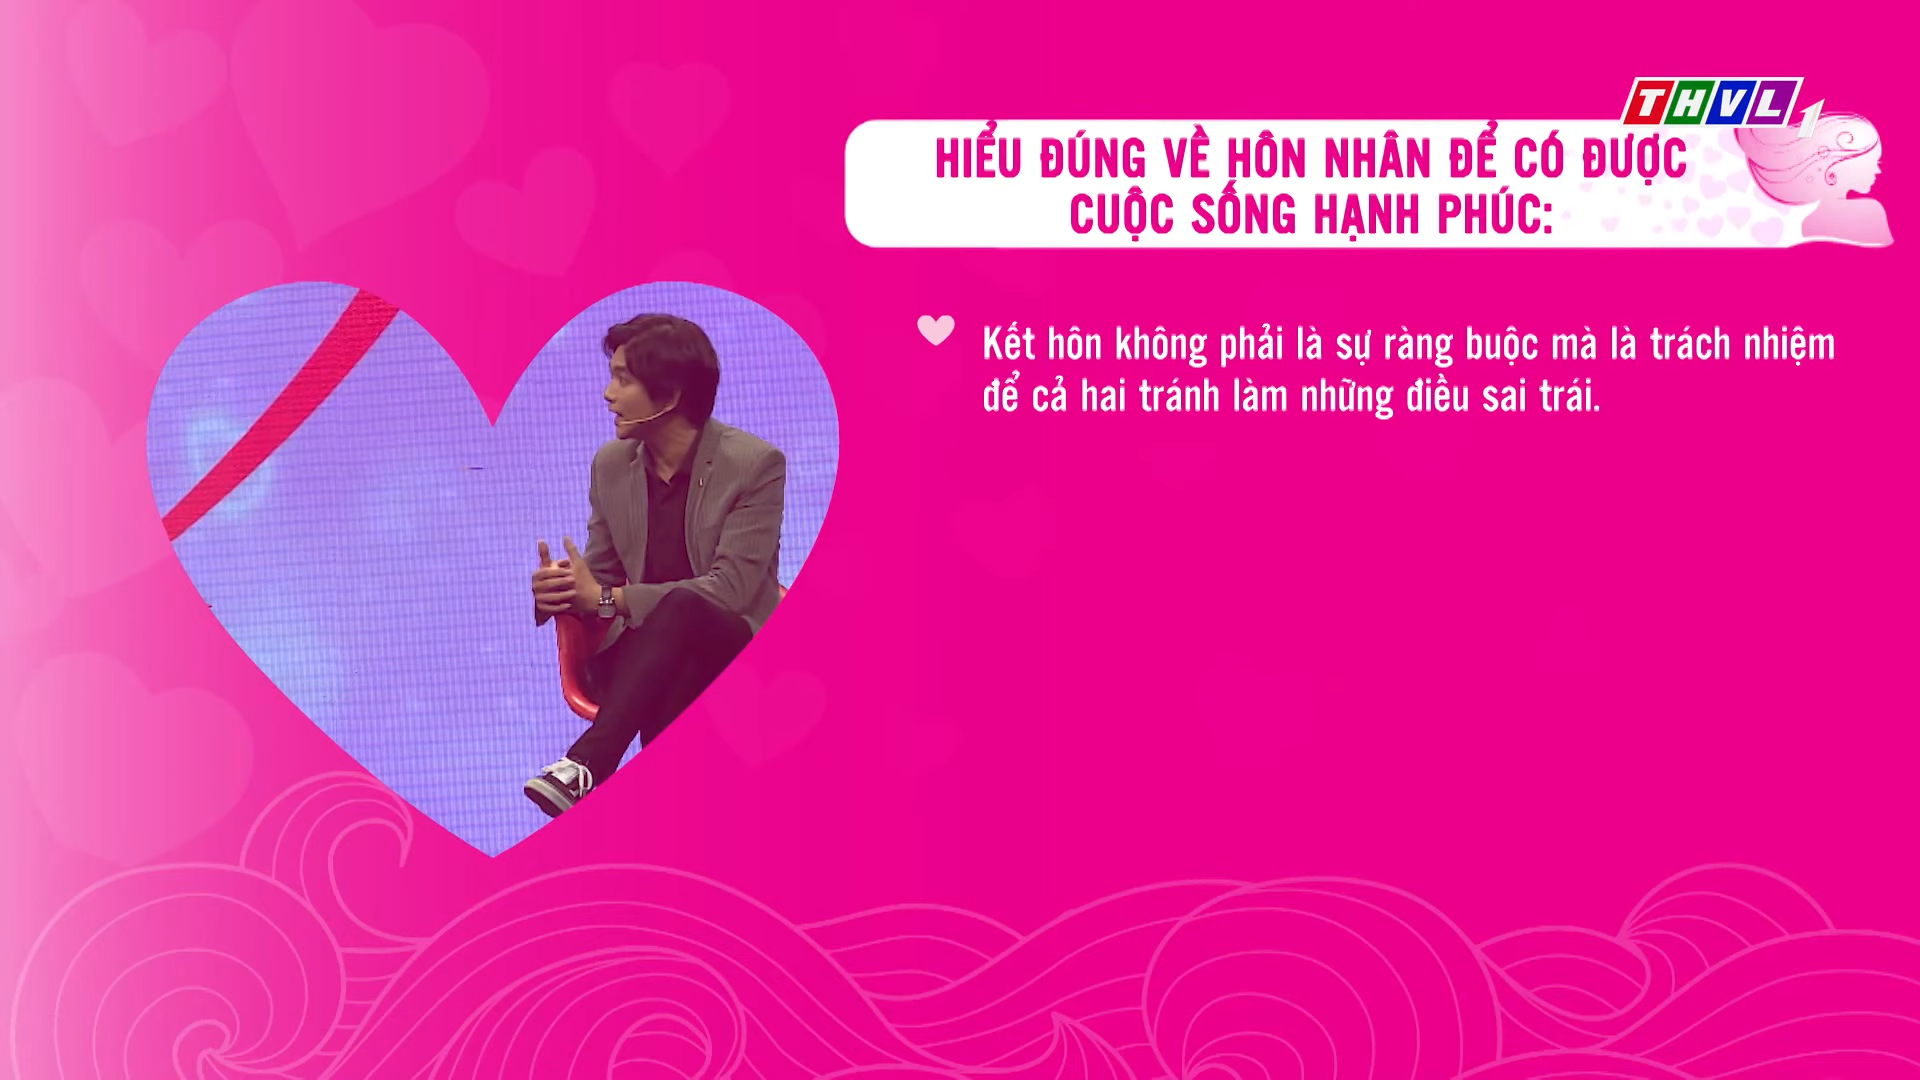 THVL1
HIỂU ĐÚNG VỀ HÔN NHÂN ĐỂ CÓ ĐƯỢC
CUỘC SỐNG HẠNH PHÚC:
Kết hôn không phải là sự ràng buộc mà là trách nhiệm
để cả hai tránh làm những điều sai trái.